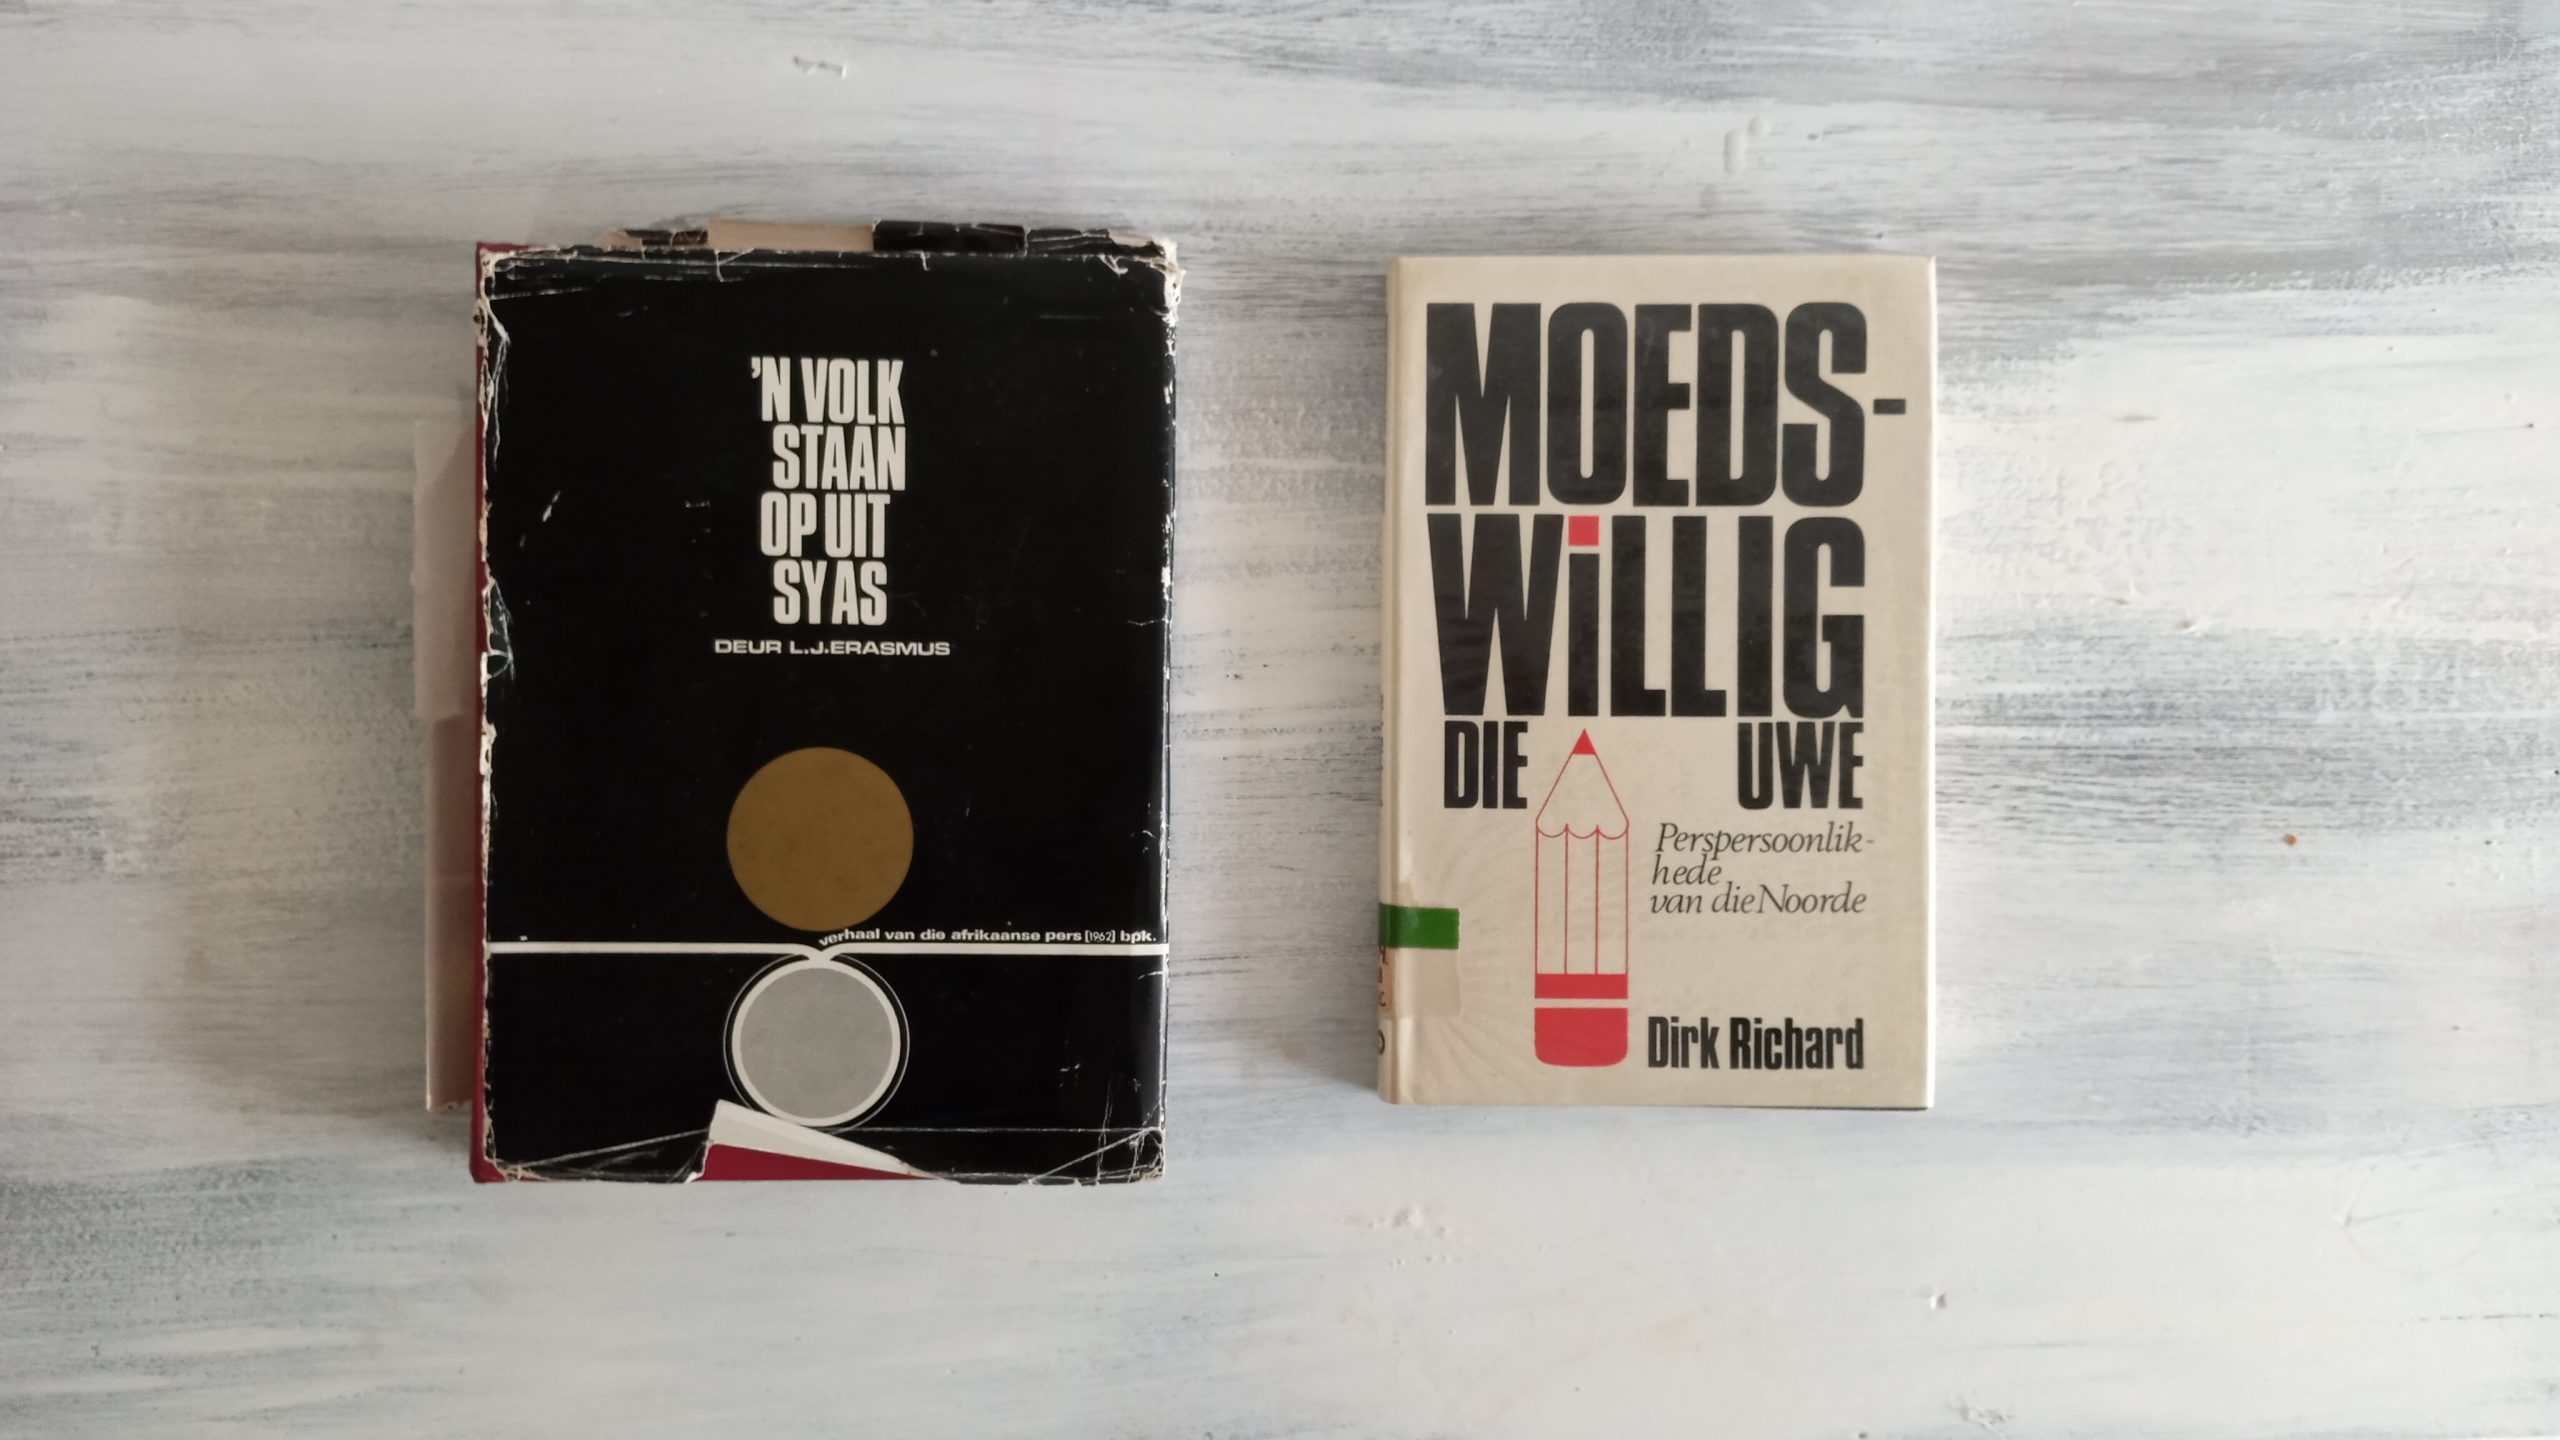 'N VOLK
STAAN
OP UIT
SY AS
DEUR L.J.ERASMUS
verhaal van die afrikaanse pers [1962] bpk.
MOEDS-
WiLLIG
DIE UWE
Perspersoonlik-
hede
van die Noorde
Dirk Richard